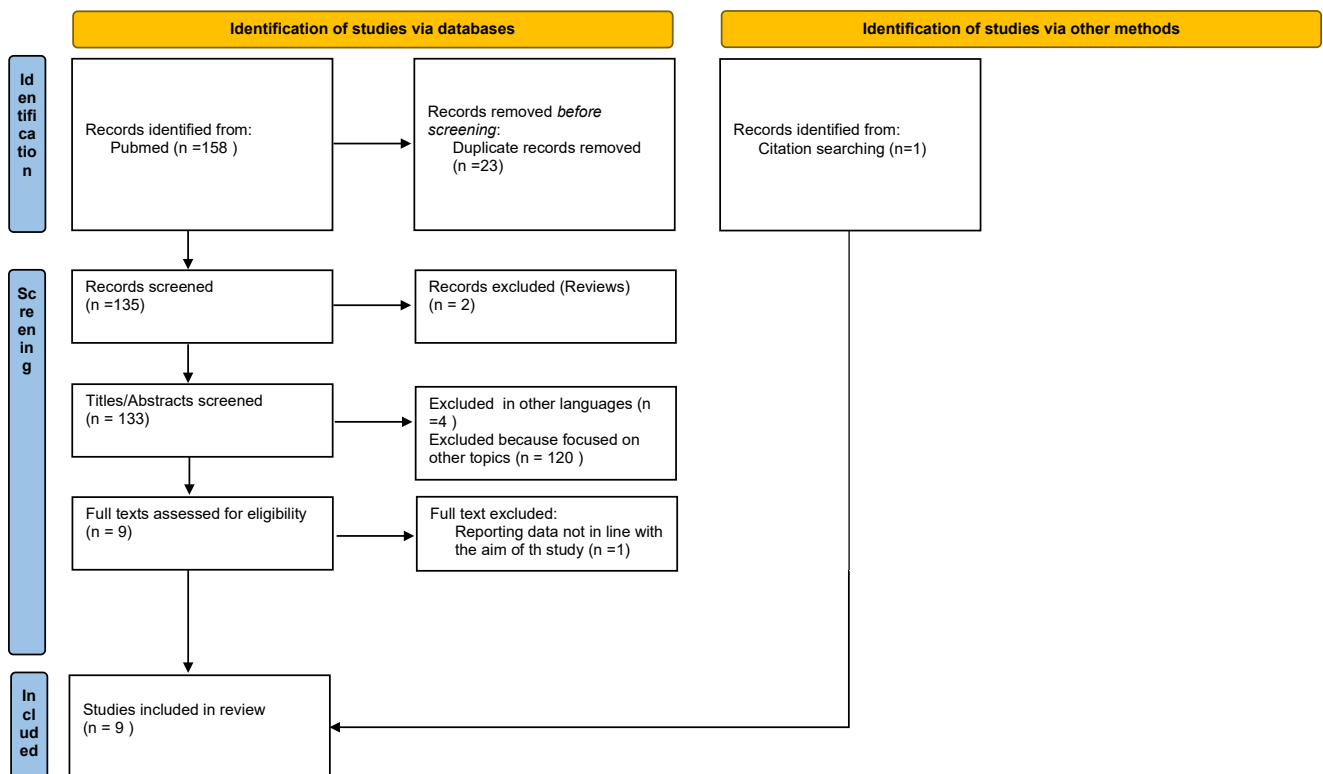 Identification of studies via databases
Identification of studies via other methods
Id
en
tifi
ca
tio
n
Records identified from:
Pubmed (n =158 )
Records removed before
screening:
Duplicate records removed
(n =23)
Records identified from:
Citation searching (n=1)
Sc
re
en
in
g
Records screened
(n =135)
Records excluded (Reviews)
(n = 2)
Titles/Abstracts screened
(n = 133)
Excluded  in other languages (n
=4 )
Excluded because focused on
other topics (n = 120 )
Full texts assessed for eligibility
(n = 9)
Full text excluded:
Reporting data not in line with
the aim of th study (n =1)
In
cl
ud
ed
Studies included in review
(n = 9 )